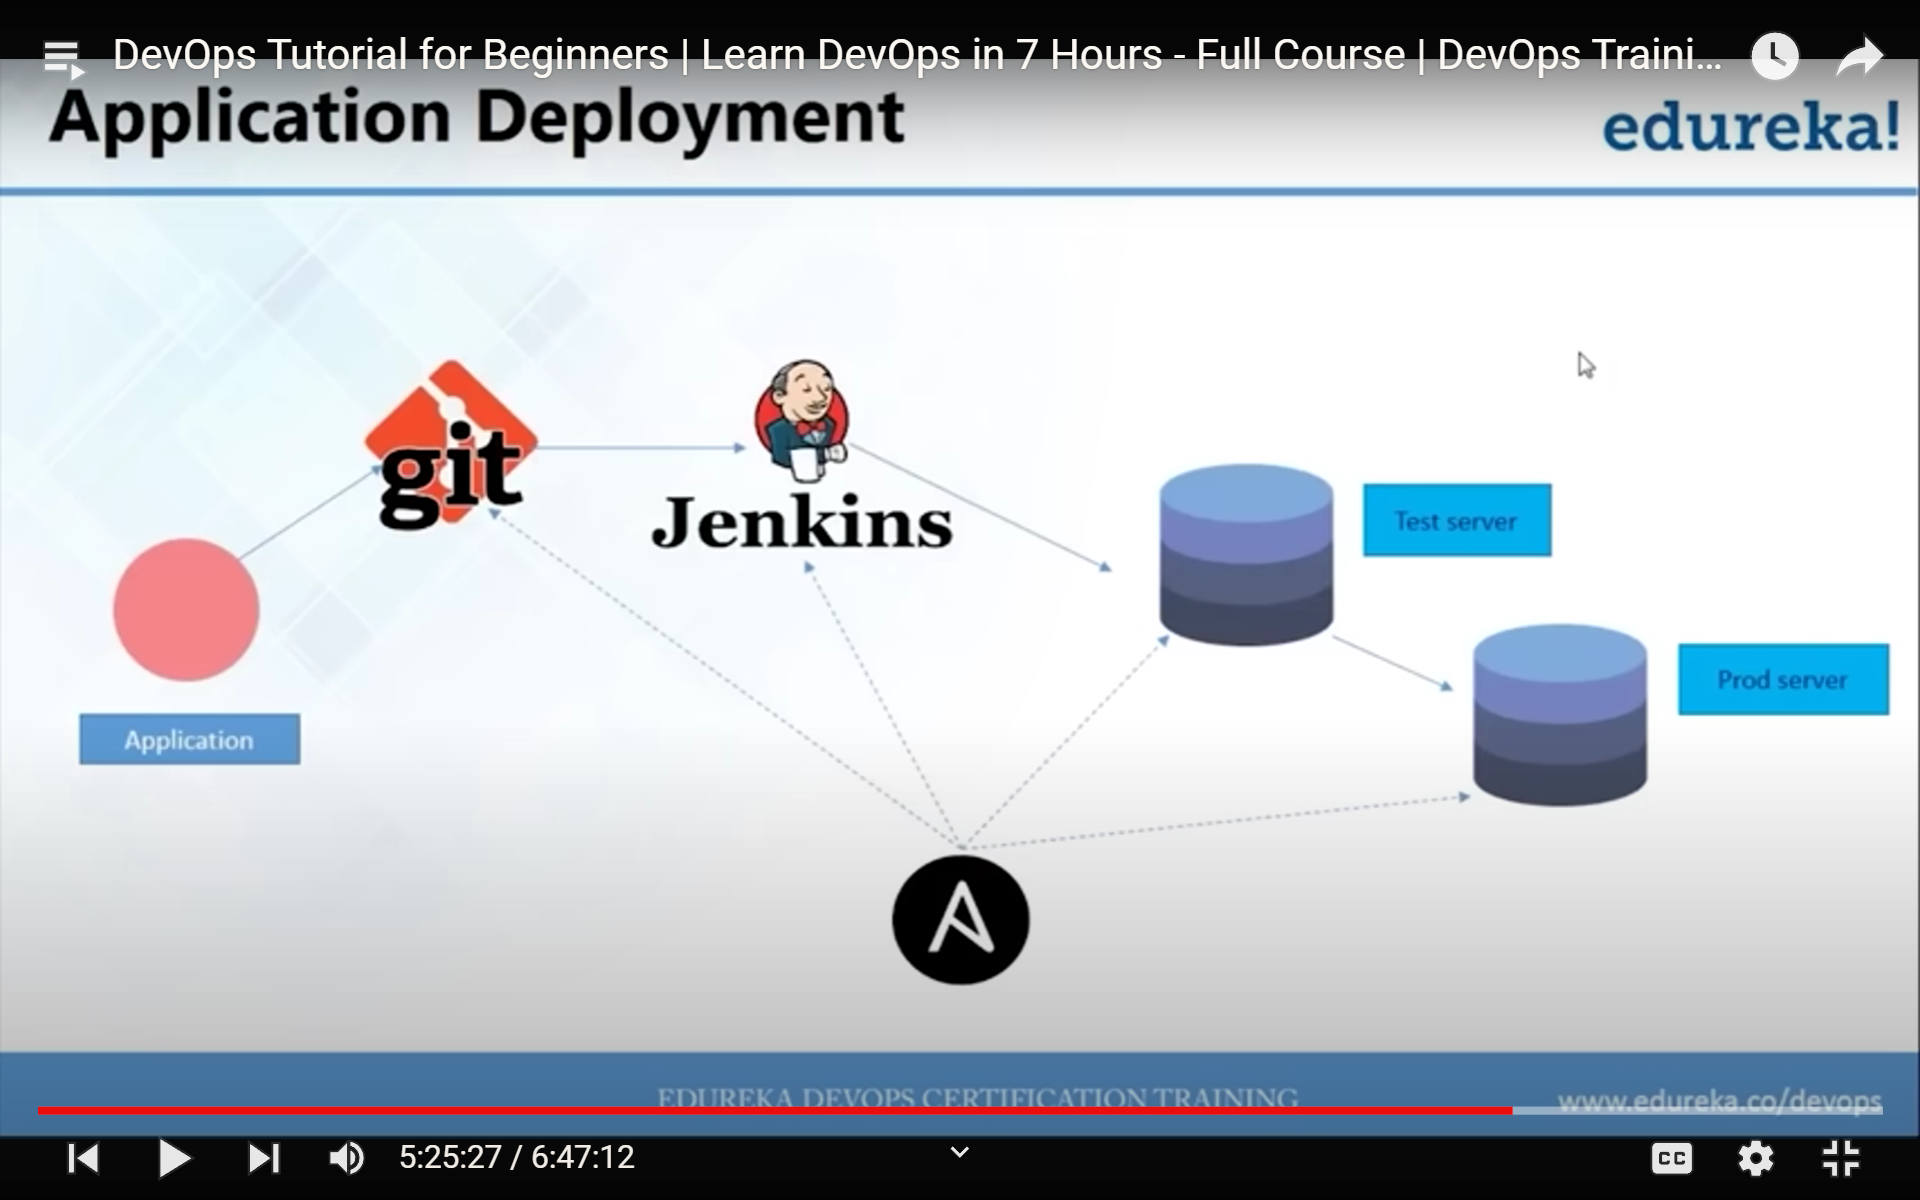 DevOps Tutorial for Beginners | Learn DevOps in 7 Hours - Full Course | DevOps Traini...
Application Deployment
edureka!
git
Jenkins
Test server
Prod server
Application
A
EDUREKA DEVOPS CERTIFICATION TRAINING
www.edureka.co/devops
5:25:27 / 6:47:12
CC